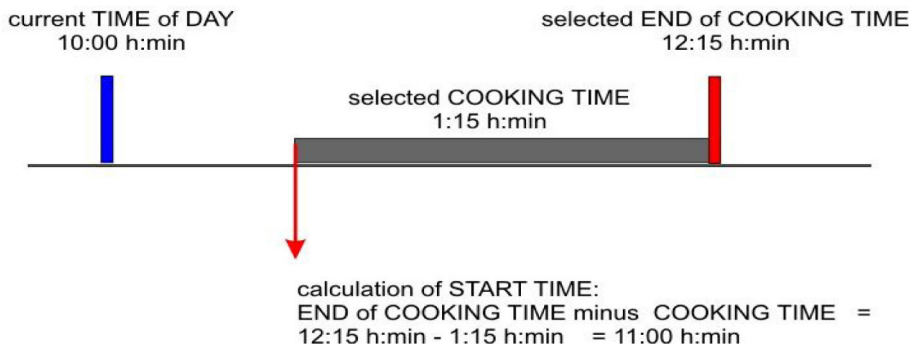 current TIME of DAY
10:00 h:min
selected END of COOKING TIME
12:15 h:min
selected COOKING TIME
1:15 h:min
calculation of START TIME:
END of COOKING TIME minus COOKING TIME =
12:15 h:min - 1:15 h:min = 11:00 h:min